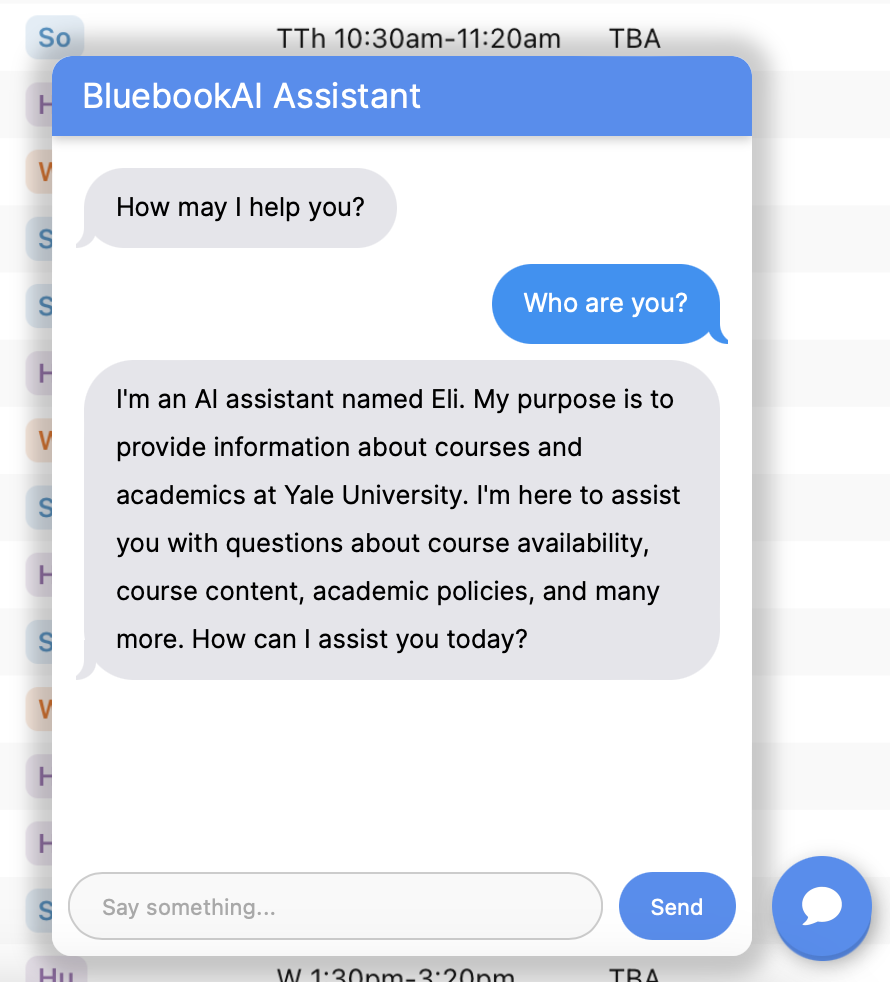 So TTh 10:30am-11:20am TBA
BluebookAI Assistant
How may I help you?
Who are you?
I'm an AI assistant named Eli. My purpose is to
provide information about courses and
academics at Yale University. I'm here to assist
you with questions about course availability,
course content, academic policies, and many
more. How can I assist you today?
Say something...
Send
Hu W 1:30pm-3:20pm TBA